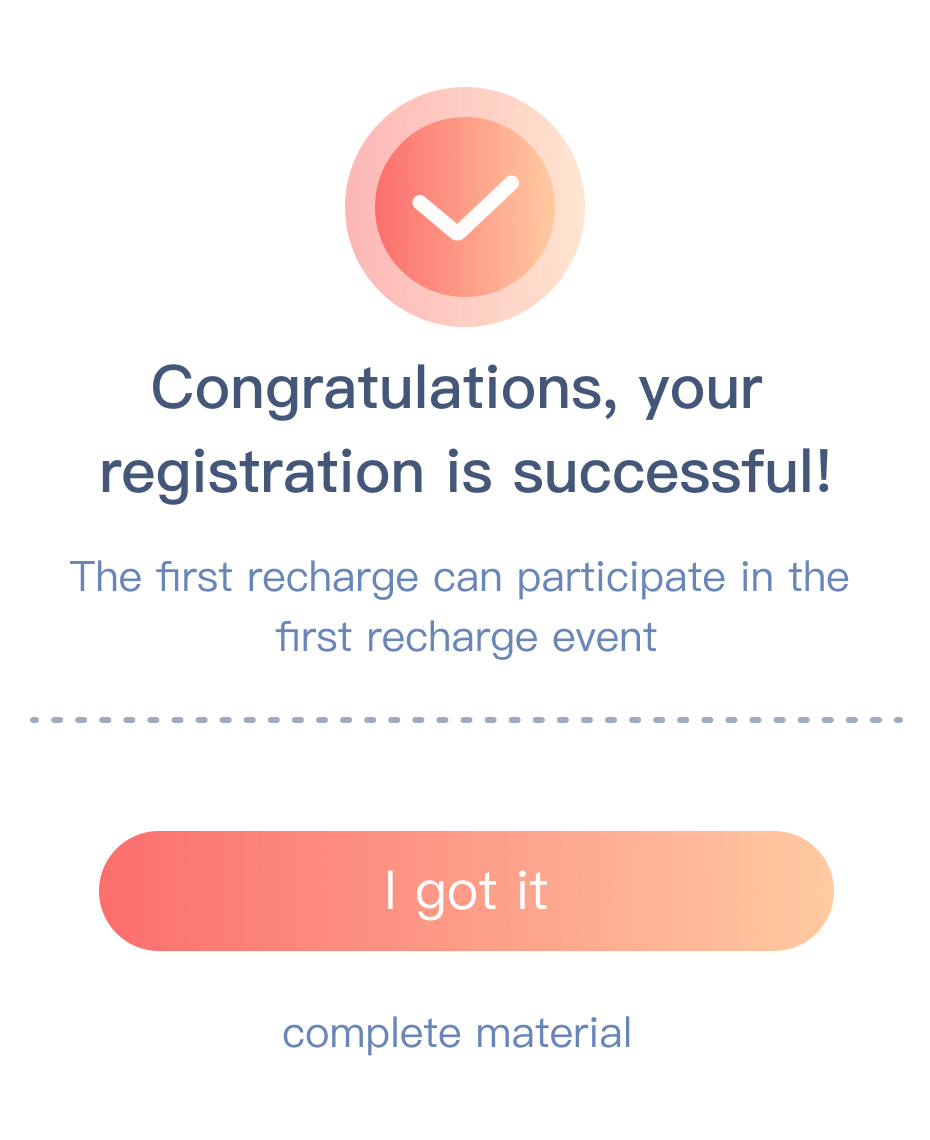 Congratulations, your
registration is successful!
The first recharge can participate in the
first recharge event
I got it
complete material